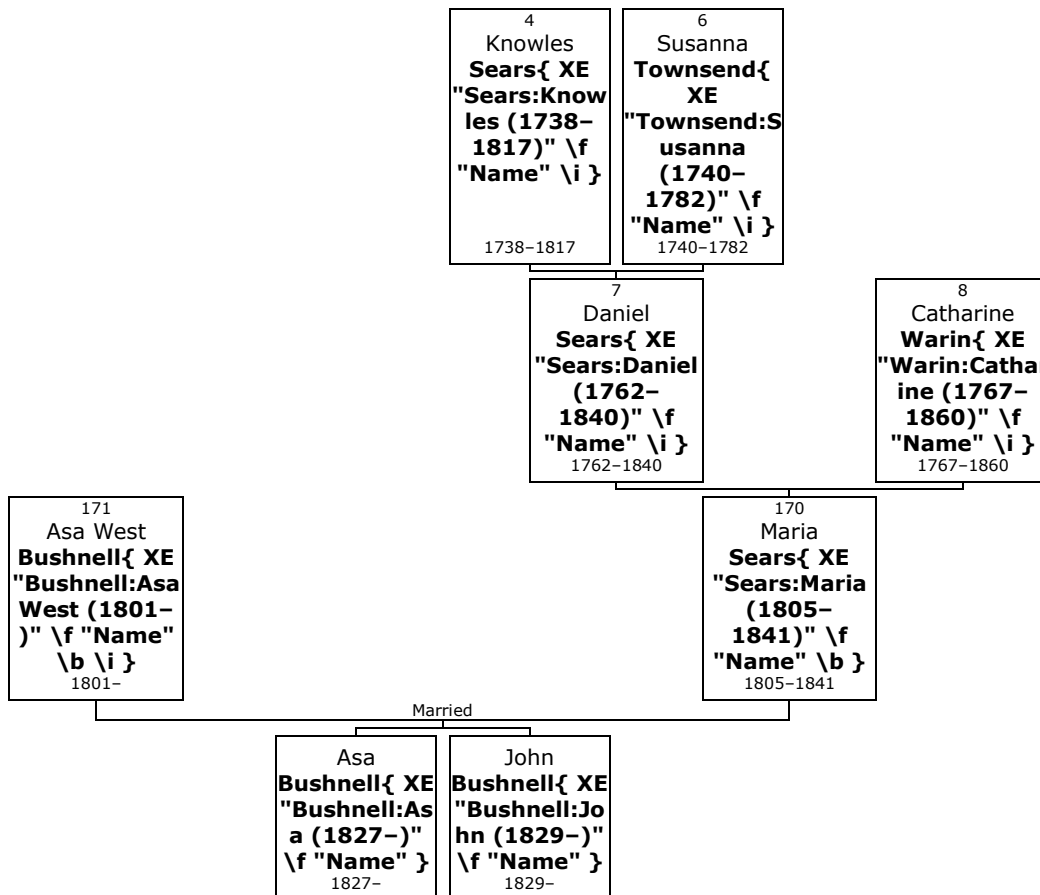 4
Knowles
Sears{ XE
"Sears:Know
les (1738–
1817)" \f
"Name" \i }
1738–1817
6
Susanna
Townsend{
XE
"Townsend:S
usanna
(1740–
1782)" \f
"Name" \i }
1740–1782
7
Daniel
Sears{ XE
"Sears:Daniel
(1762–
1840)" \f
"Name" \i }
1762–1840
8
Catharine
Warin{ XE
"Warin:Cathar
ine (1767–
1860)" \f
"Name" \i }
1767–1860
171
Asa West
Bushnell{ XE
"Bushnell:Asa
West (1801–
)" \f "Name"
\b \i }
1801–
170
Maria
Sears{ XE
"Sears:Maria
(1805–
1841)" \f
"Name" \b }
1805–1841
Married
Asa
Bushnell{ XE
"Bushnell:As
a (1827–)"
\f "Name" }
1827–
John
Bushnell{ XE
"Bushnell:Jo
hn (1829–)"
\f "Name" }
1829–